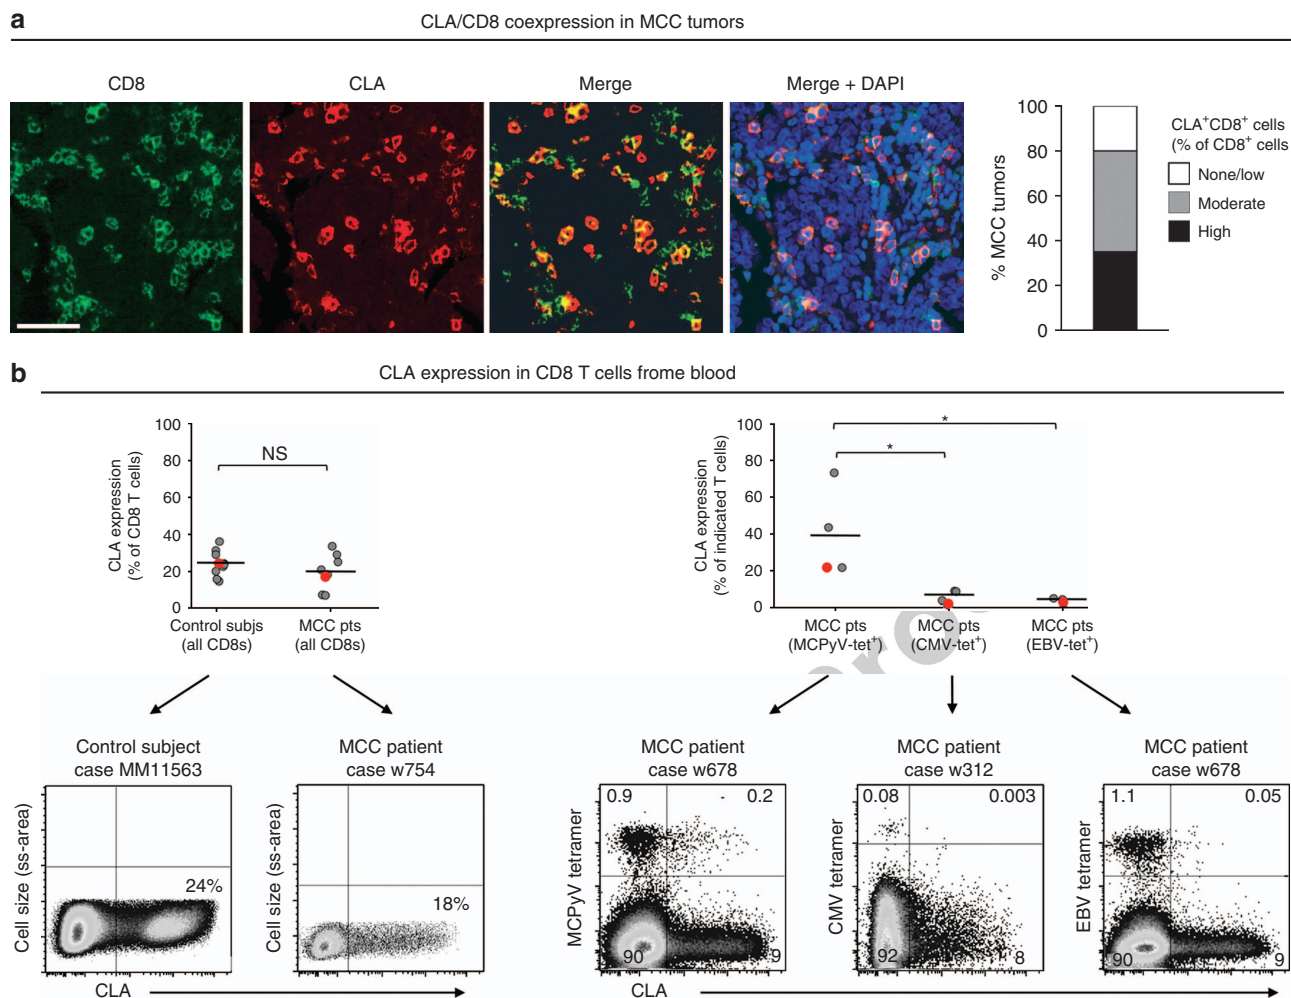 a
CLA/CD8 coexpression in MCC tumors
CD8
CLA
Merge
Merge + DAPI
% MCC tumors
100
80
60
40
20
0
CLA⁺CD8⁺ cells
(% of CD8⁺ cells
None/low
Moderate
High
b
CLA expression in CD8 T cells frome blood
CLA expression
(% of CD8 T cells)
100
80
60
40
20
0
NS
Control subjs
(all CD8s)
MCC pts
(all CD8s)
CLA expression
(% of indicated T cells)
100
80
60
40
20
0
*
*
MCC pts
(MCPyV-tet⁺)
MCC pts
(CMV-tet⁺)
MCC pts
(EBV-tet⁺)
Control subject
case MM11563
Cell size (ss-area)
24%
MCC patient
case w754
Cell size (ss-area)
18%
CLA
MCC patient
case w678
MCPyV tetramer
0.9 0.2
90 9
MCC patient
case w312
CMV tetramer
0.08 0.003
92 8
MCC patient
case w678
EBV tetramer
1.1 0.05
90 9
CLA